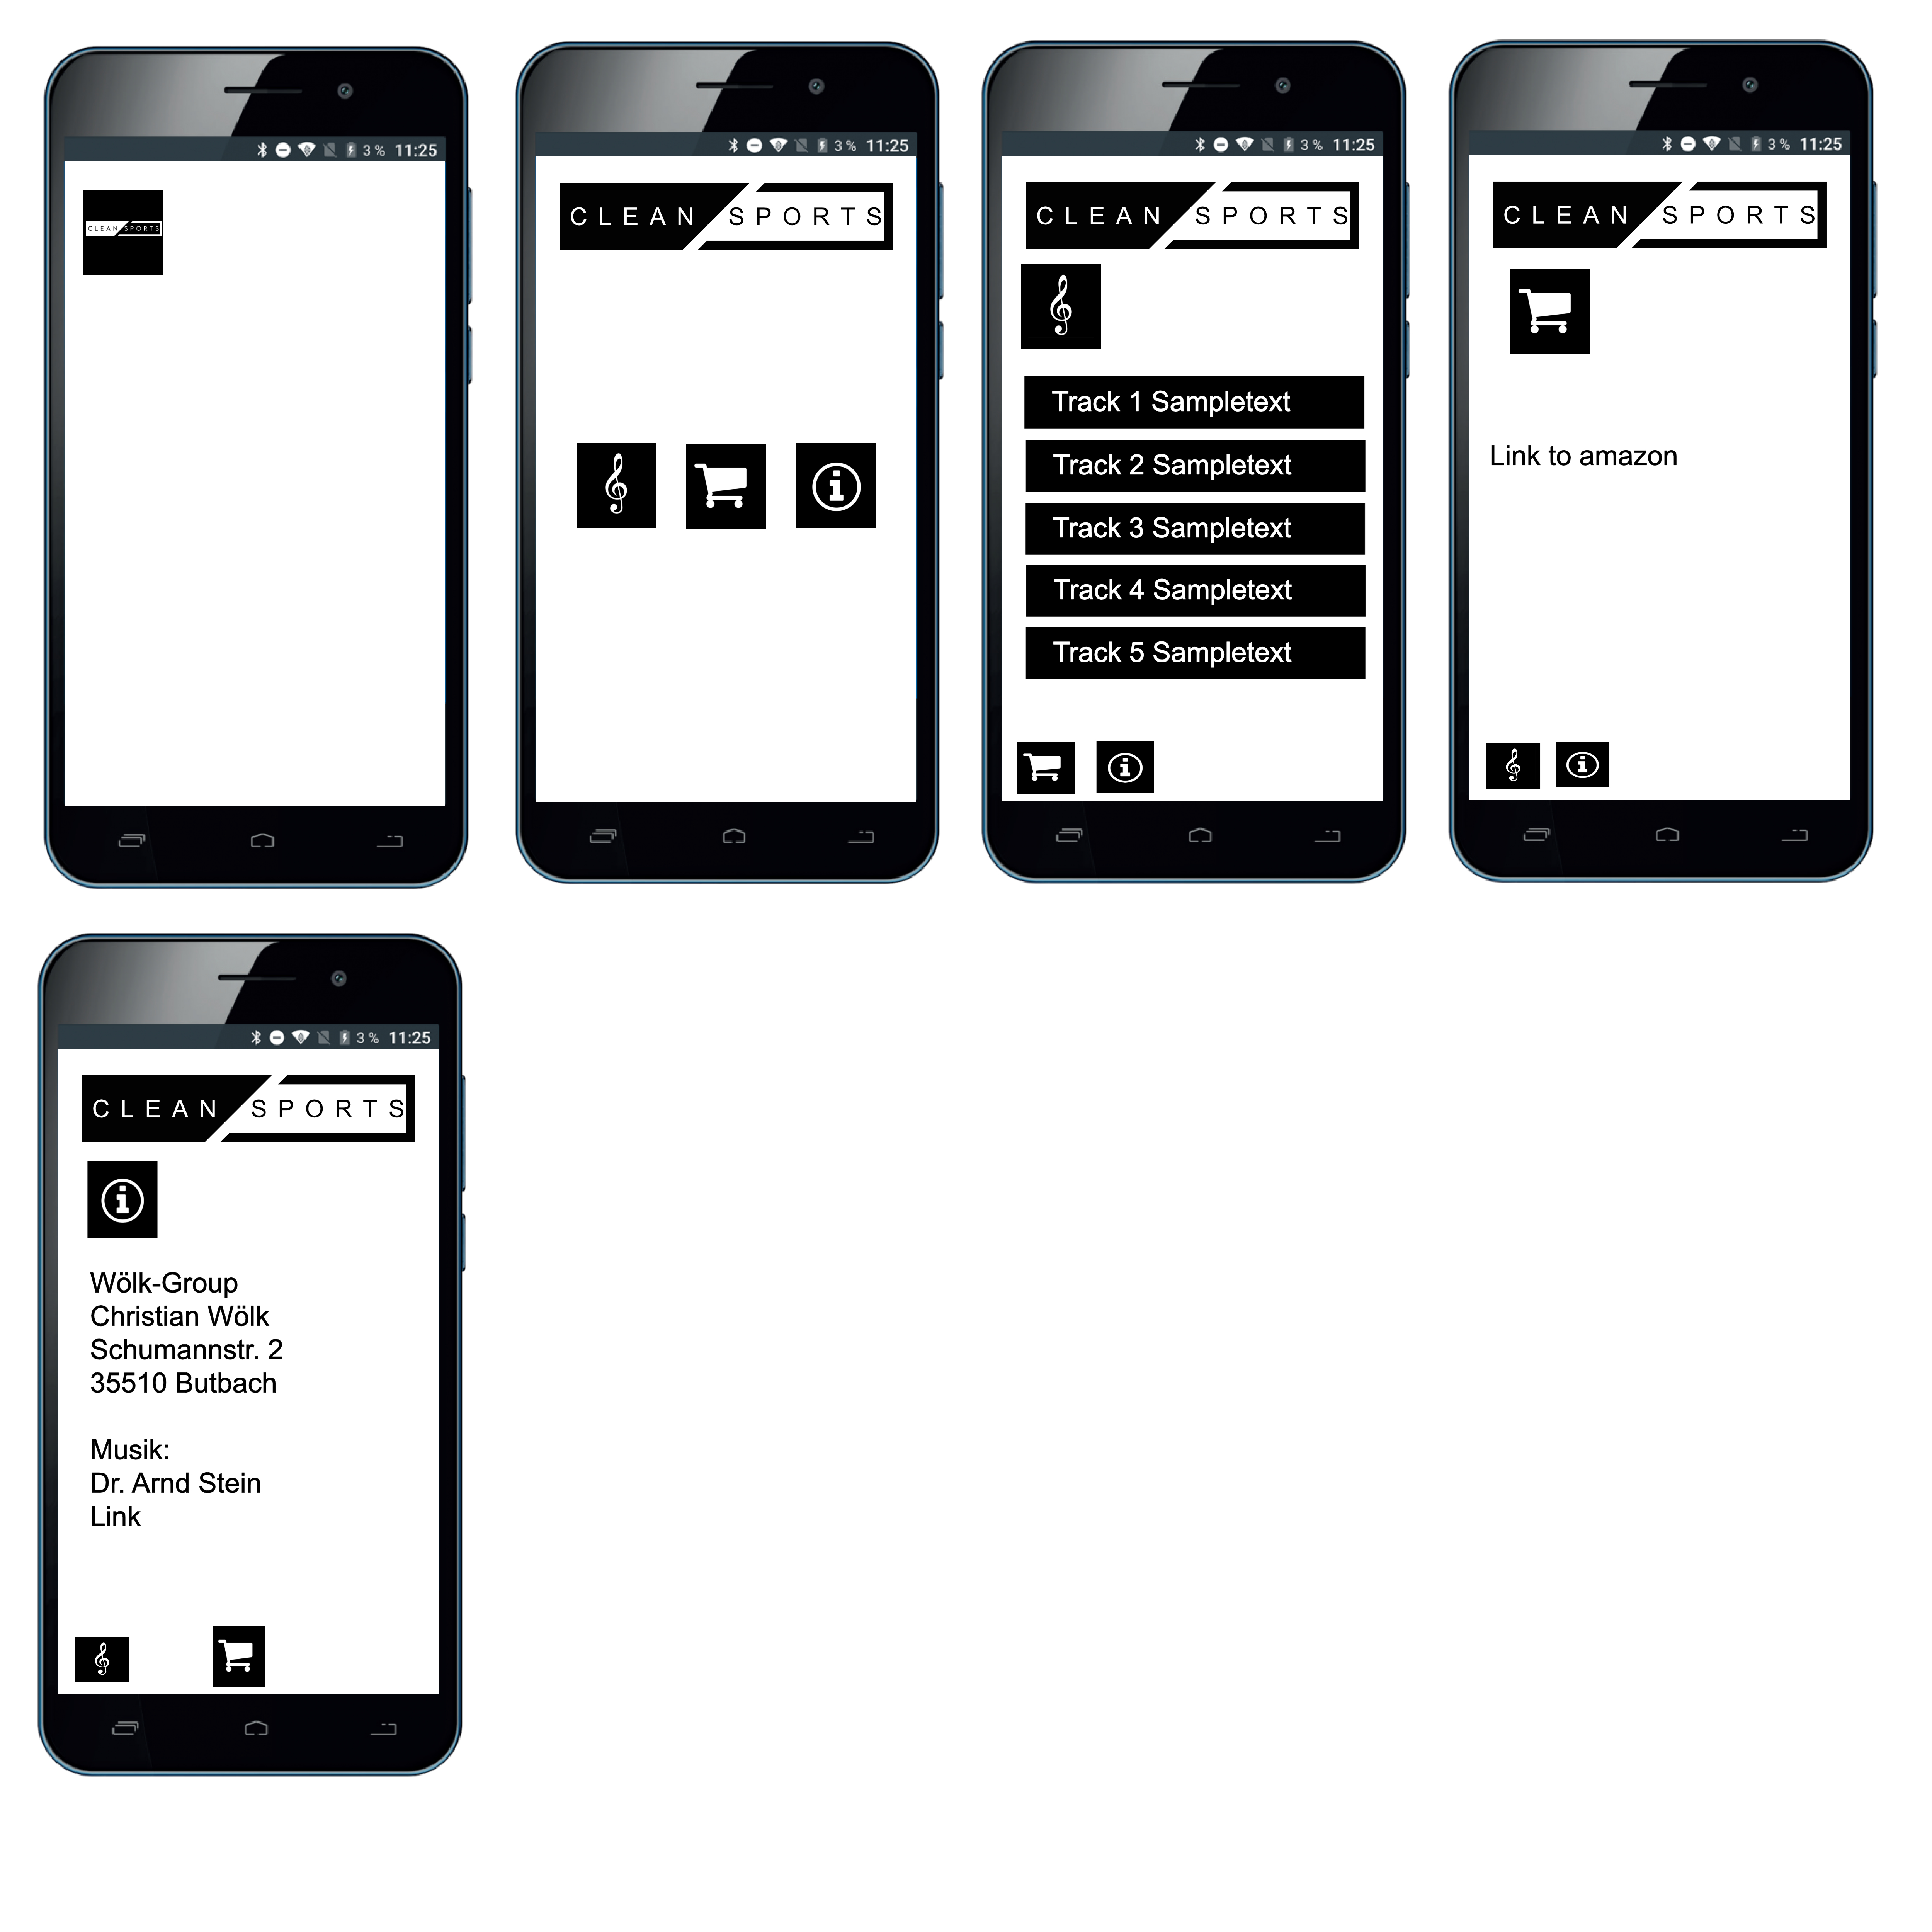 3 % 11:25
CLEAN SPORTS
3 % 11:25
CLEAN SPORTS
3 % 11:25
CLEAN SPORTS
Track 1 Sampletext
Track 2 Sampletext
Track 3 Sampletext
Track 4 Sampletext
Track 5 Sampletext
3 % 11:25
CLEAN SPORTS
Link to amazon
3 % 11:25
CLEAN SPORTS
Wölk-Group
Christian Wölk
Schumannstr. 2
35510 Butbach
Musik:
Dr. Arnd Stein
Link